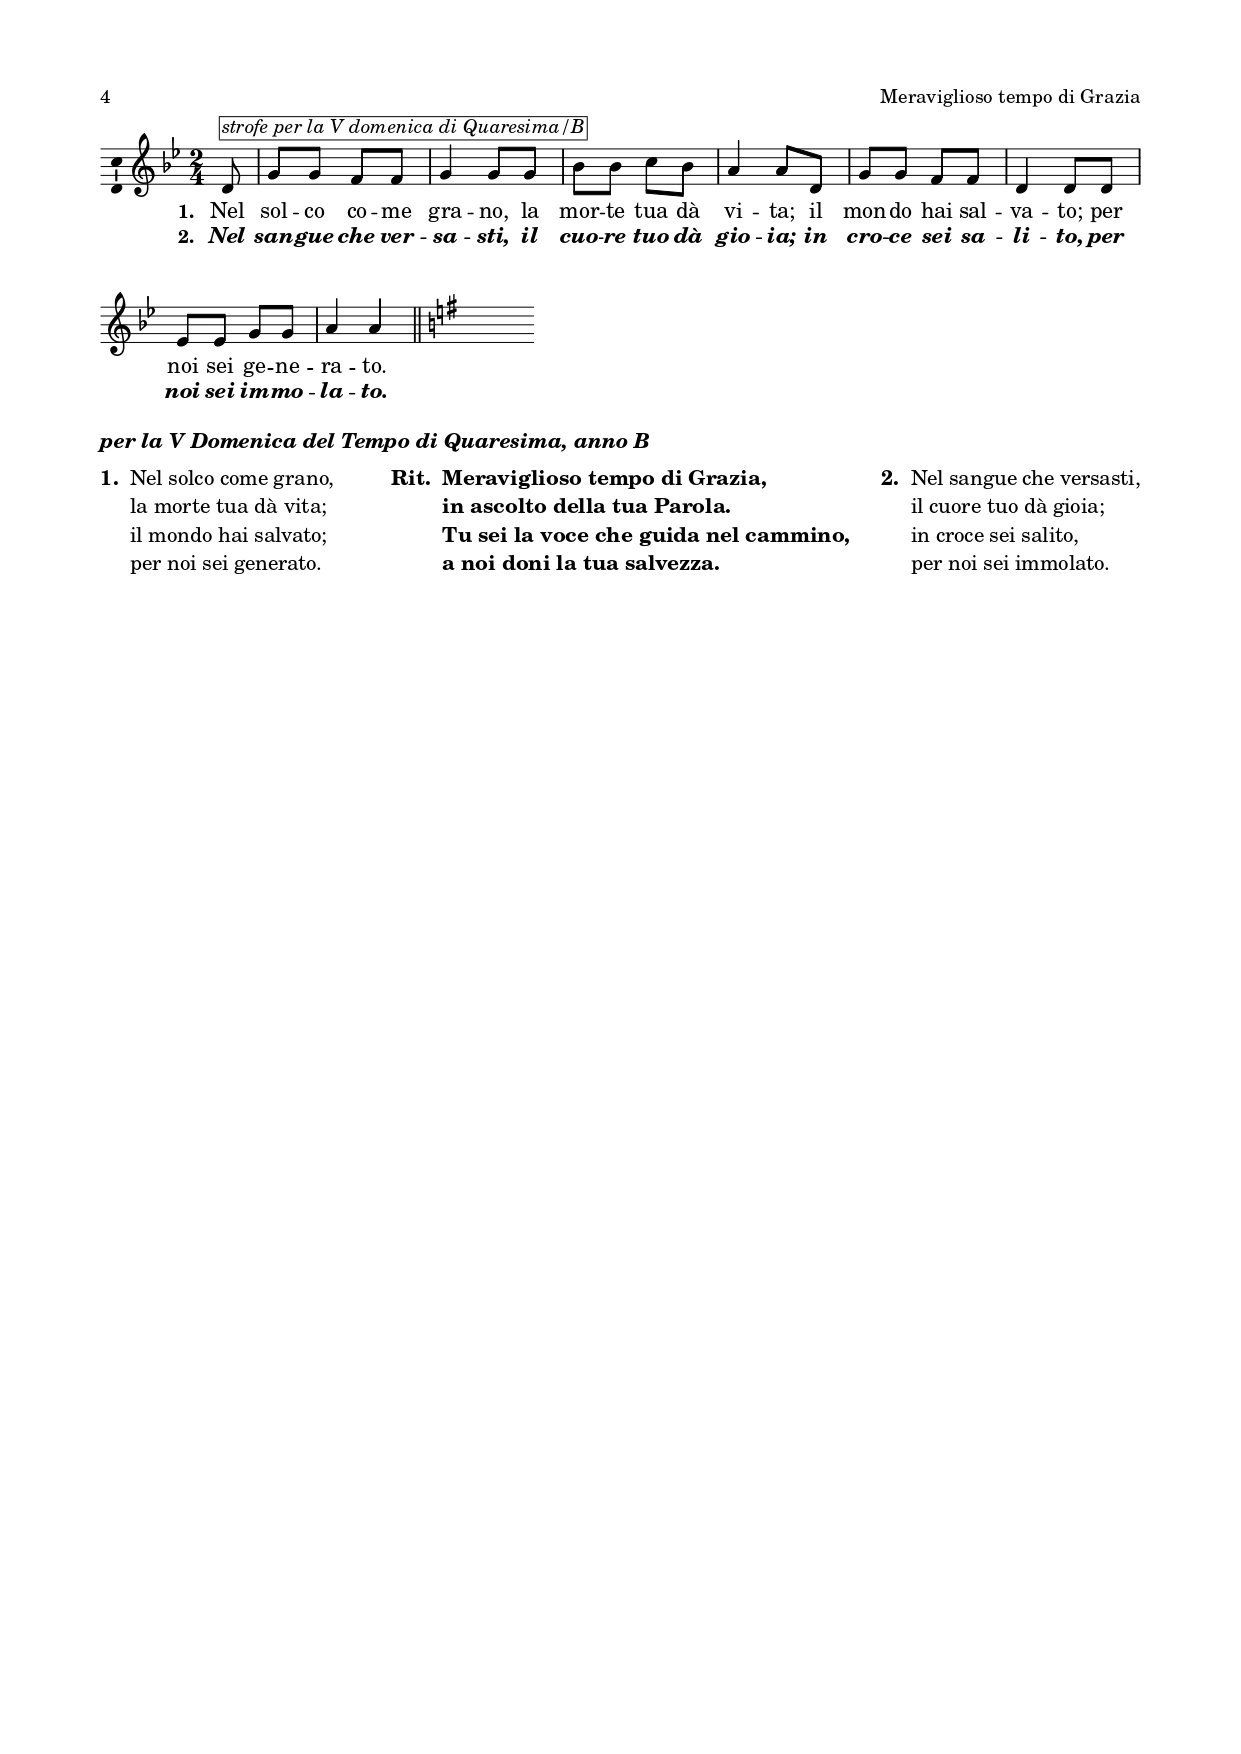 4 Meraviglioso tempo di Grazia
strofe per la V domenica di Quaresima/B
1. Nel sol -- co co -- me gra -- no, la mor -- te tua dà vi -- ta; il mon -- do hai sal -- va -- to; per
2. Nel san -- gue che ver -- sa -- sti, il cuo -- re tuo dà gio -- ia; in cro -- ce sei sa -- li -- to, per
noi sei ge -- ne -- ra -- to.
noi sei im -- mo -- la -- to.
per la V Domenica del Tempo di Quaresima, anno B
1. Nel solco come grano,
la morte tua dà vita;
il mondo hai salvato;
per noi sei generato.
Rit. Meraviglioso tempo di Grazia,
in ascolto della tua Parola.
Tu sei la voce che guida nel cammino,
a noi doni la tua salvezza.
2. Nel sangue che versasti,
il cuore tuo dà gioia;
in croce sei salito,
per noi sei immolato.